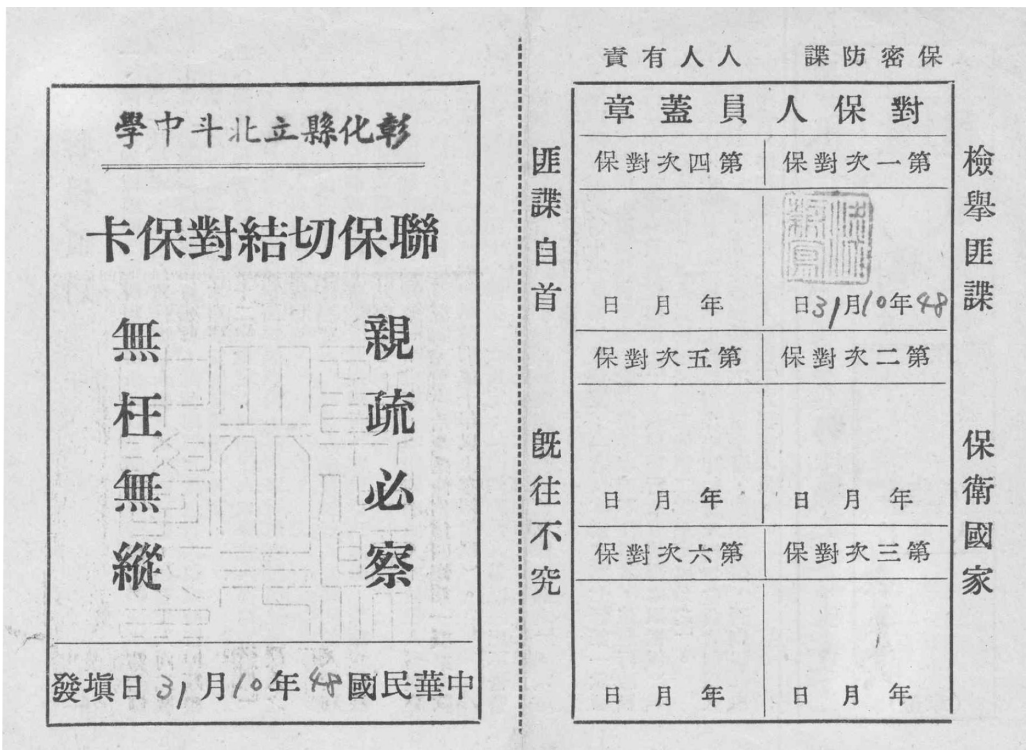 保密防諜 人人有責
檢舉匪諜
保衛國家
對保人員蓋章
第一次對保
48年10月31日
第二次對保
年月日
第三次對保
年月日
第四次對保
年月日
第五次對保
年月日
第六次對保
年月日
匪諜自首
既往不究
彰化縣立北斗中學
聯保切結對保卡
親疏必察
無枉無縱
中華民國48年10月31日塡發